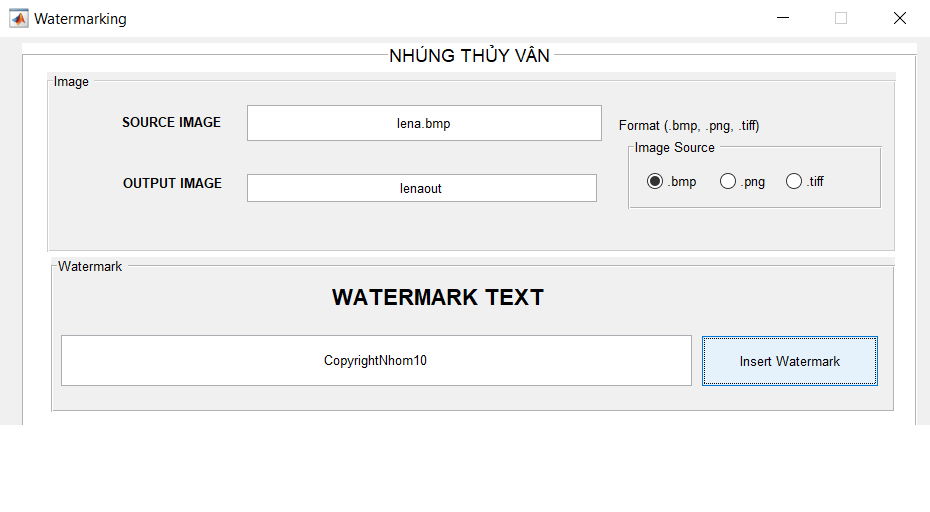 Watermarking
NHÚNG THỦY VÂN
Image
SOURCE IMAGE
lena.bmp
Format (.bmp, .png, .tiff)
Image Source
OUTPUT IMAGE
lenaout
.bmp
.png
.tiff
Watermark
WATERMARK TEXT
CopyrightNhom10
Insert Watermark